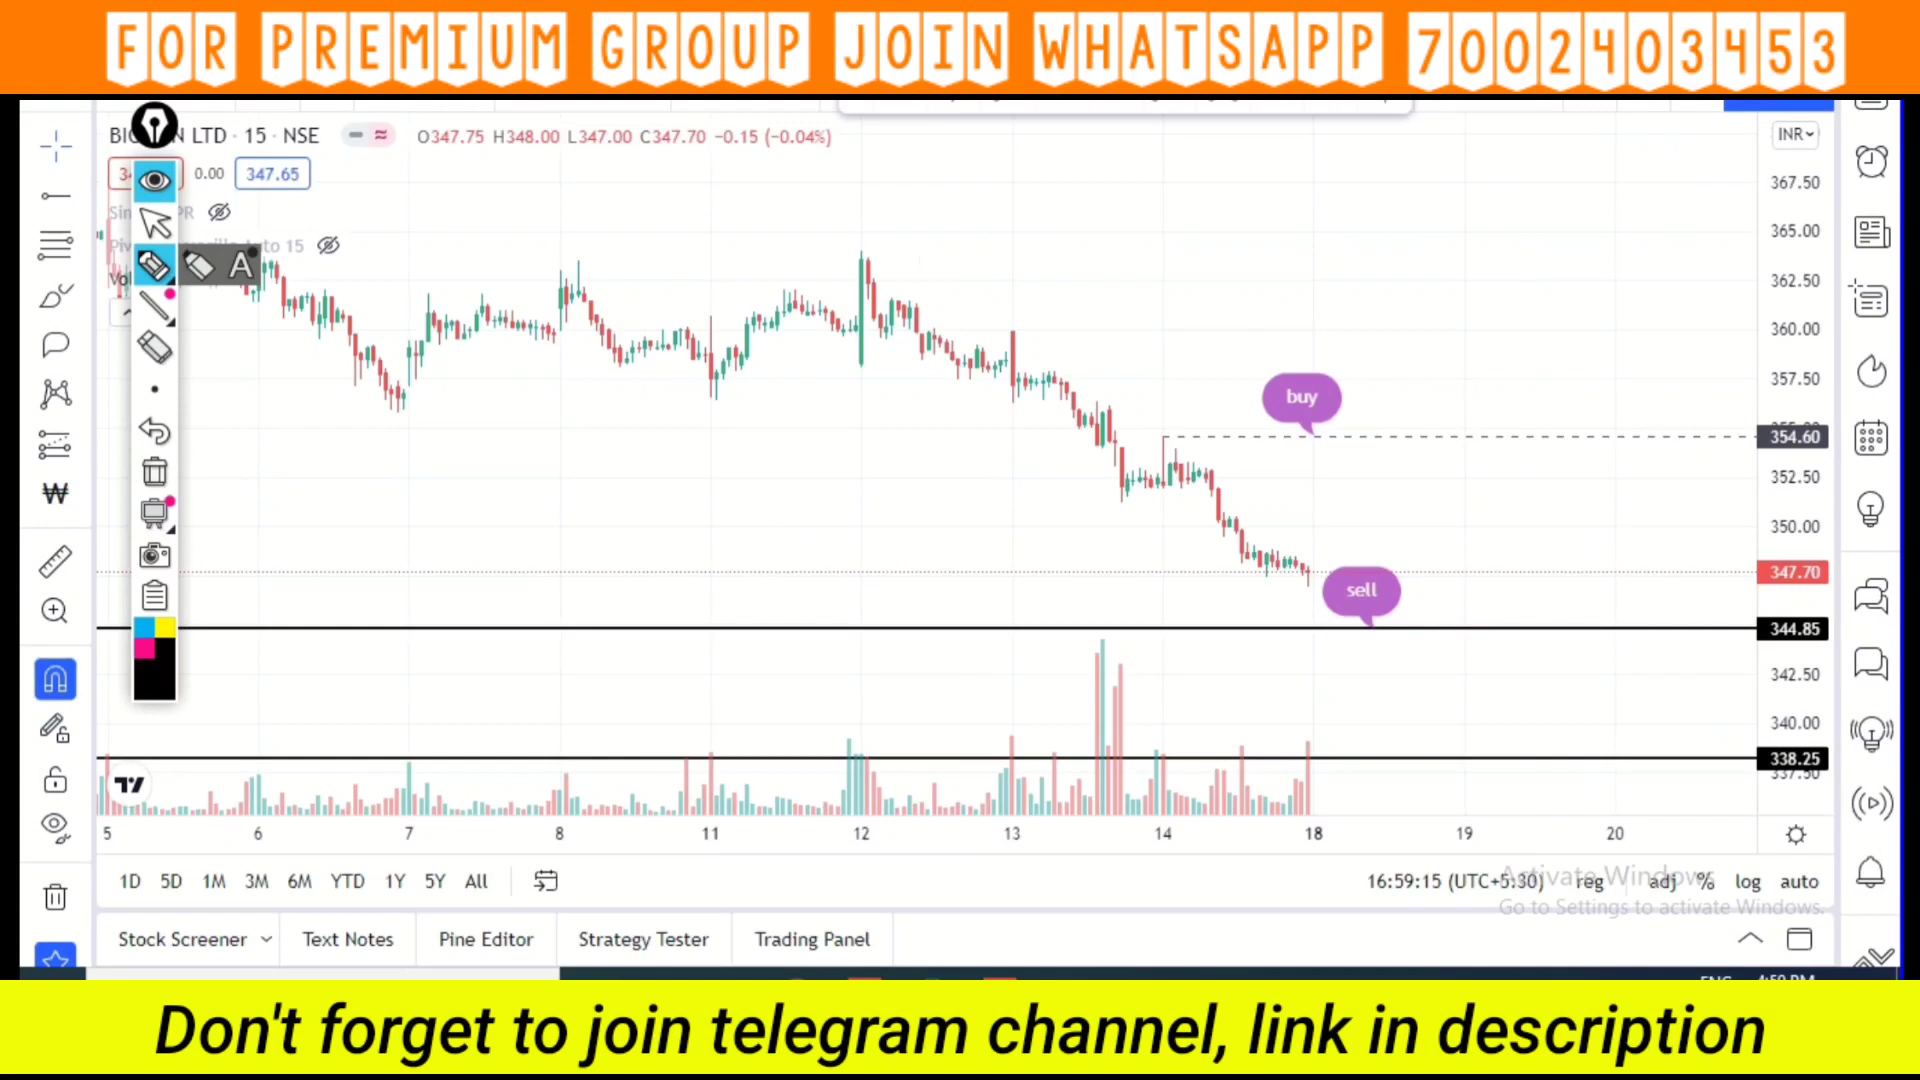 FOR PREMIUM GROUP JOIN WHATSAPP 7002403453
LTD · 15 · NSE O347.75 H348.00 L347.00 C347.70 −0.15 (−0.04%)
INR
0.00 347.65
A
367.50
365.00
362.50
360.00
357.50
buy
354.60
352.50
350.00
347.70
sell
344.85
342.50
340.00
338.25
337.50
5 6 7 8 11 12 13 14 18 19 20
1D 5D 1M 3M 6M YTD 1Y 5Y All 16:59:15 (UTC+5:30) reg adj % log auto
Activate Windows
Go to Settings to activate Windows.
Stock Screener Text Notes Pine Editor Strategy Tester Trading Panel
Don't forget to join telegram channel, link in description